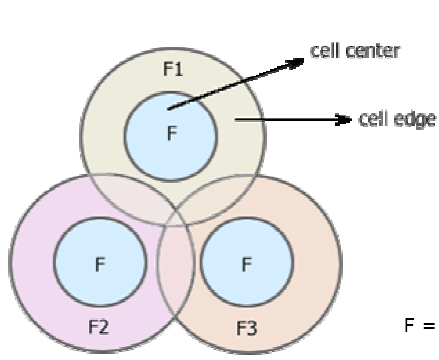 cell center
F1
cell edge
F
F
F
F2
F3
F =